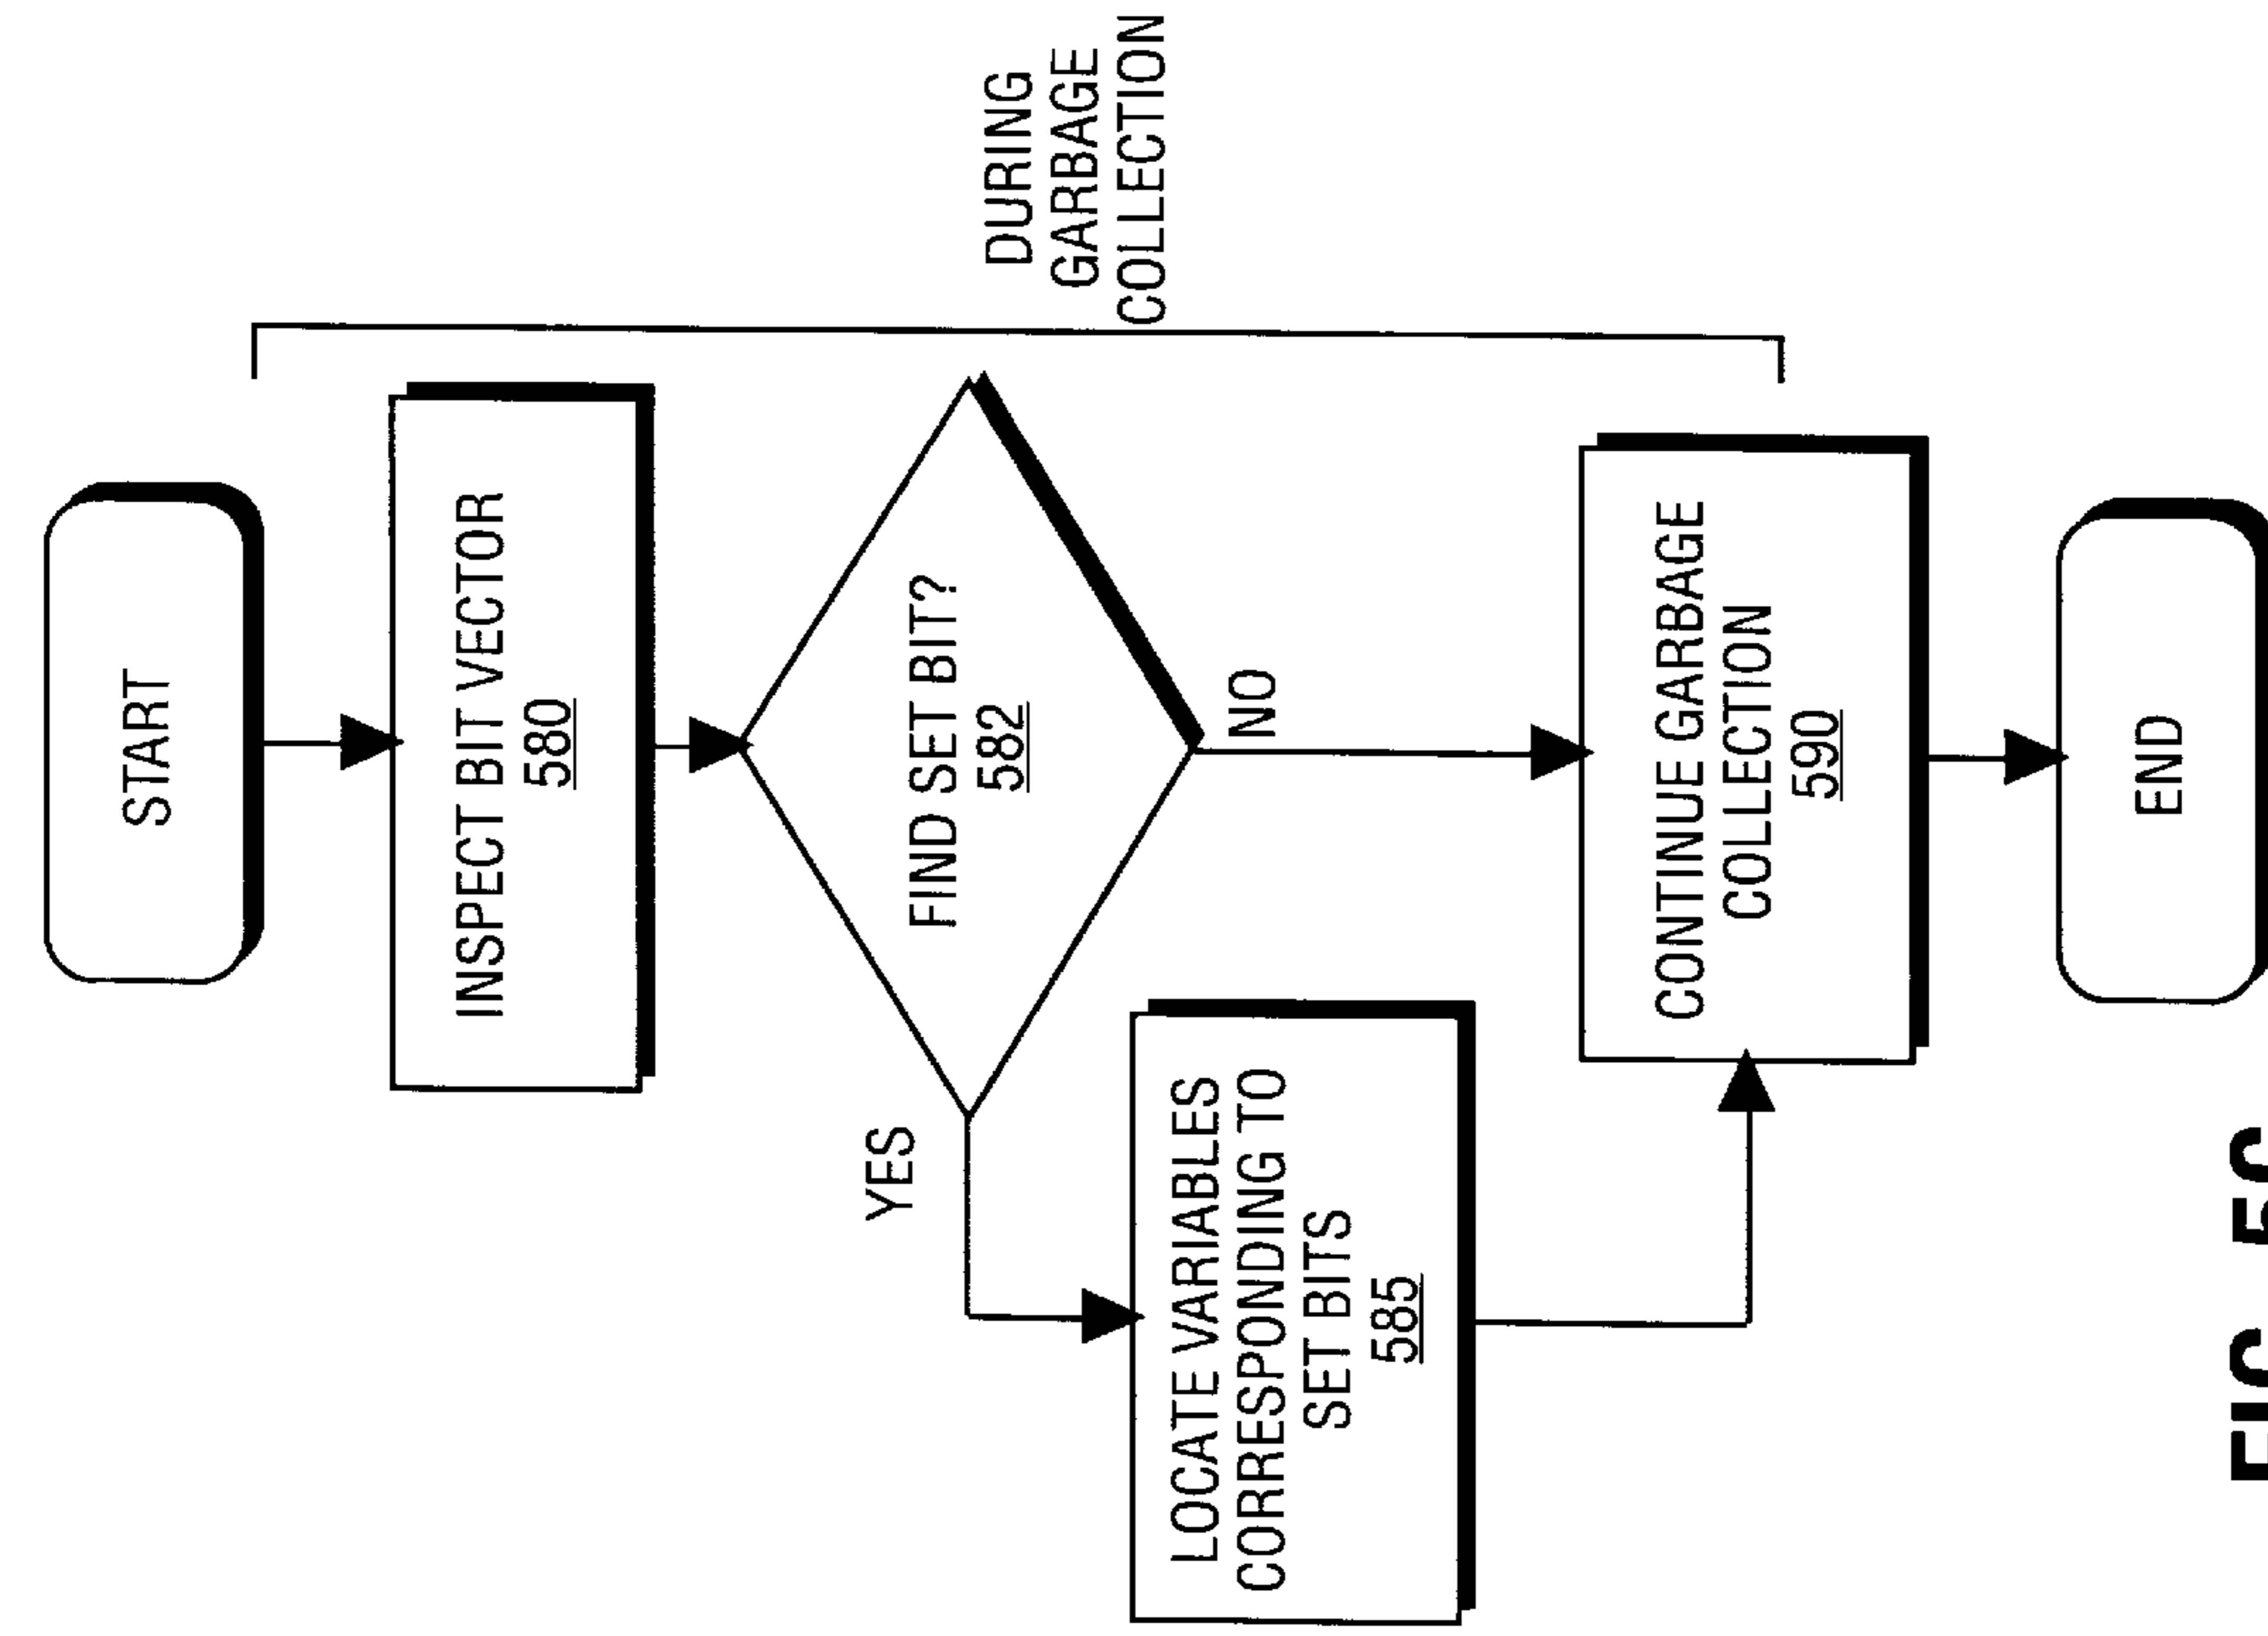 START
INSPECT BIT VECTOR
580
FIND SET BIT?
582
YES
NO
LOCATE VARIABLES
CORRESPONDING TO
SET BITS
585
CONTINUE GARBAGE
COLLECTION
590
END
DURING
GARBAGE
COLLECTION